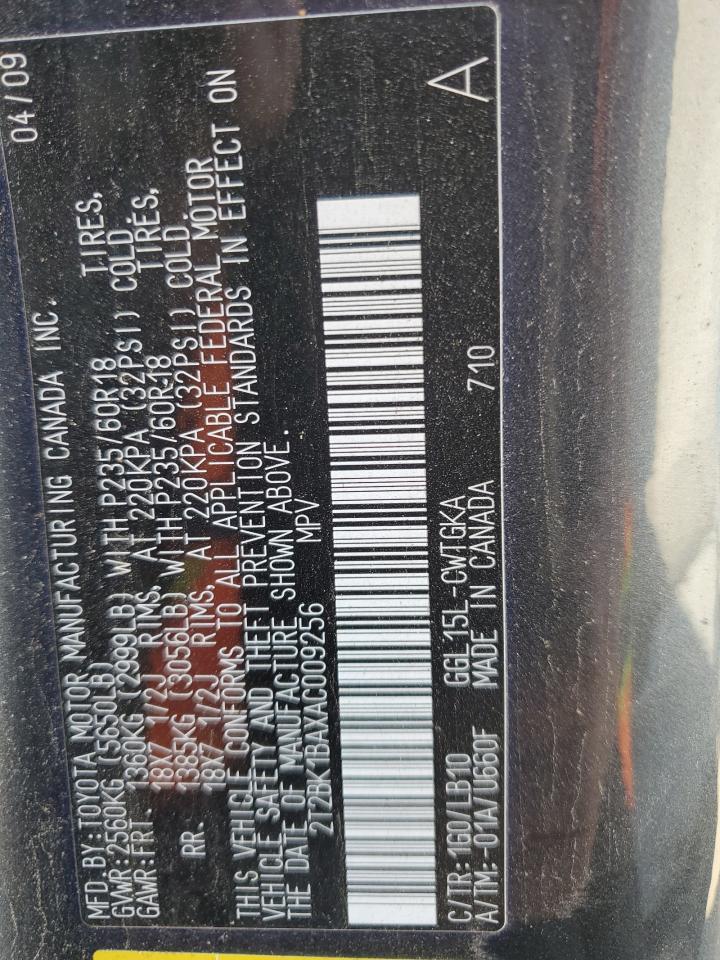 MFD.BY:TOYOTA MOTOR MANUFACTURING CANADA INC. 04/09
GVWR:2560KG (5650LB)
GAWR:FRT. 1360KG (2999LB) WITH P235/60R18 TIRES,
18X7 1/2J RIMS, AT 220KPA (32PSI) COLD
RR. 1385KG (3056LB) WITH P235/60R18 TIRES,
18X7 1/2J RIMS, AT 220KPA (32PSI) COLD
THIS VEHICLE CONFORMS TO ALL APPLICABLE FEDERAL MOTOR
VEHICLE SAFETY AND THEFT PREVENTION STANDARDS IN EFFECT ON
THE DATE OF MANUFACTURE SHOWN ABOVE.
2T2BK1BAXAC009256 MPV
C/TR:1G0/LB10 GGL15L-CWTGKA 710 A
A/TM:-01A/U660F MADE IN CANADA